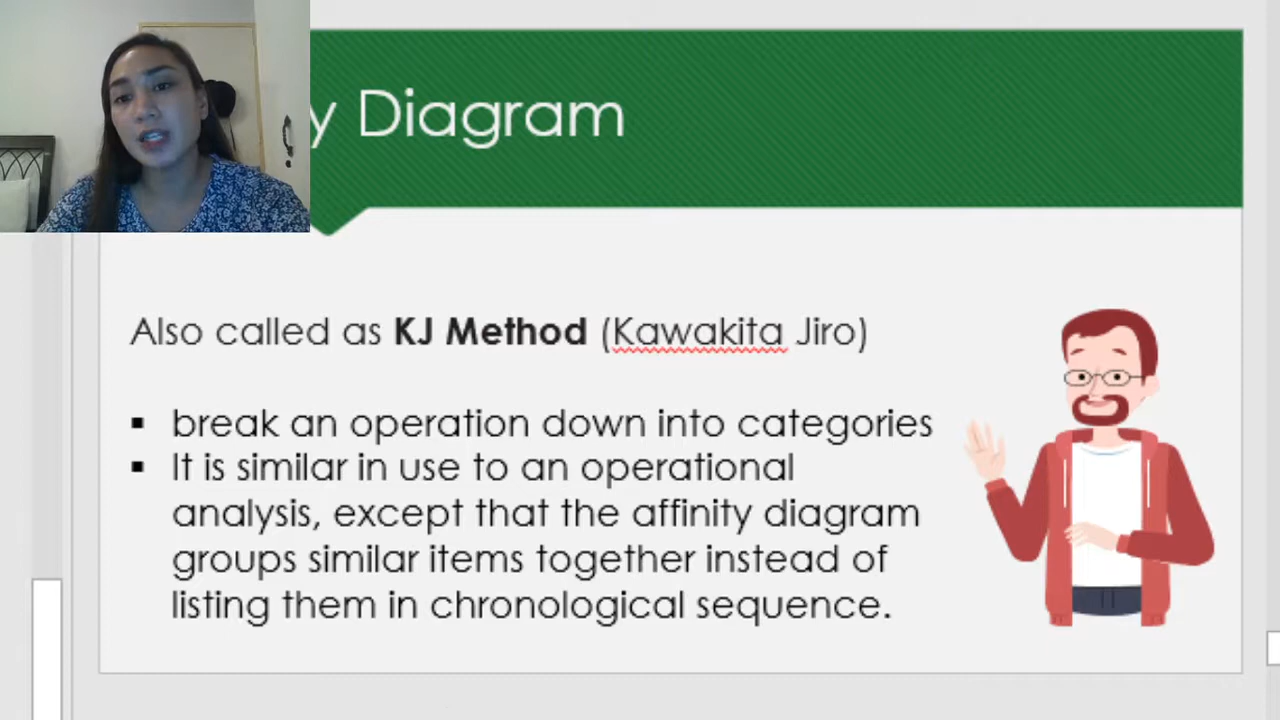 y Diagram
Also called as KJ Method (Kawakita Jiro)
▪ break an operation down into categories
▪ It is similar in use to an operational
analysis, except that the affinity diagram
groups similar items together instead of
listing them in chronological sequence.